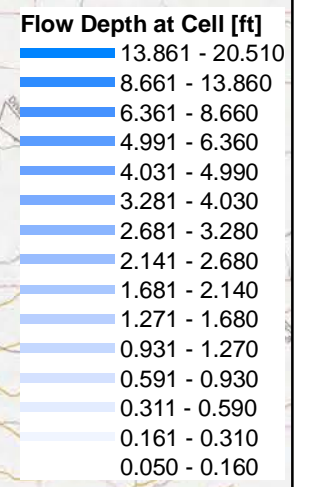 Flow Depth at Cell [ft]
13.861 - 20.510
8.661 - 13.860
6.361 - 8.660
4.991 - 6.360
4.031 - 4.990
3.281 - 4.030
2.681 - 3.280
2.141 - 2.680
1.681 - 2.140
1.271 - 1.680
0.931 - 1.270
0.591 - 0.930
0.311 - 0.590
0.161 - 0.310
0.050 - 0.160